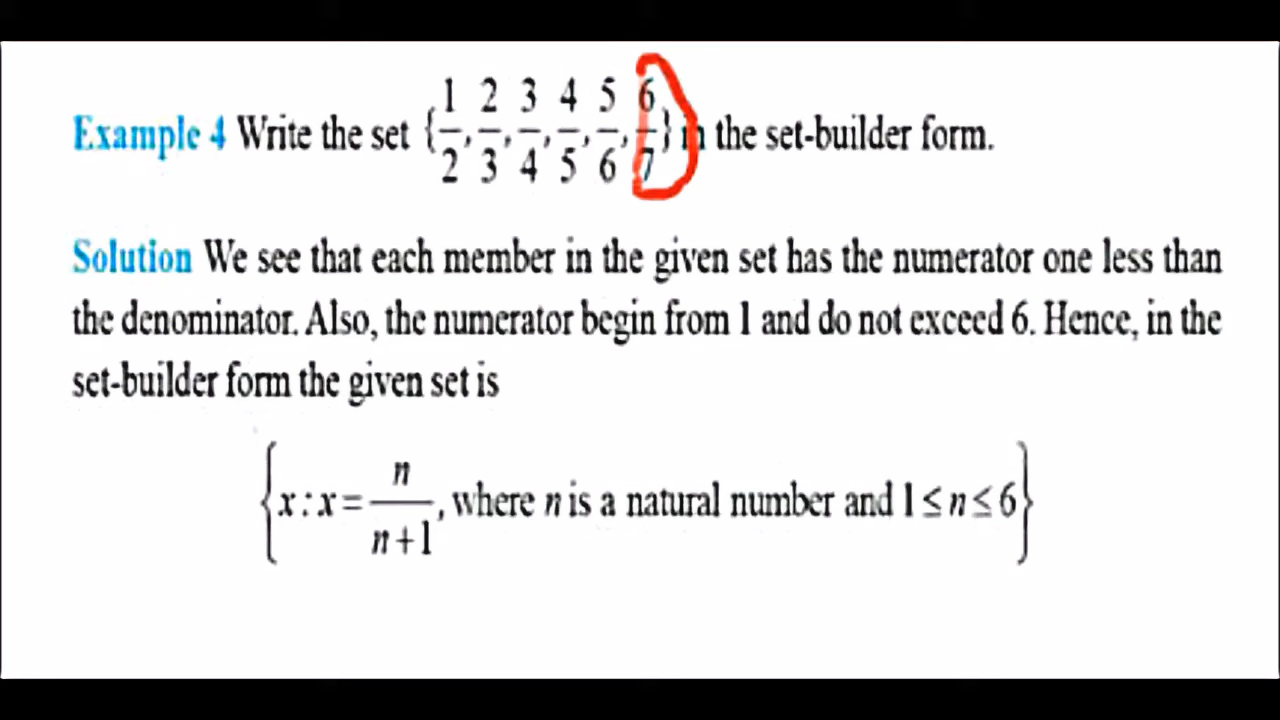 Example 4 Write the set {1/2, 2/3, 3/4, 4/5, 5/6, 6/7} in the set-builder form.
Solution We see that each member in the given set has the numerator one less than
the denominator. Also, the numerator begin from 1 and do not exceed 6. Hence, in the
set-builder form the given set is
{x : x = n/(n+1), where n is a natural number and 1 ≤ n ≤ 6}